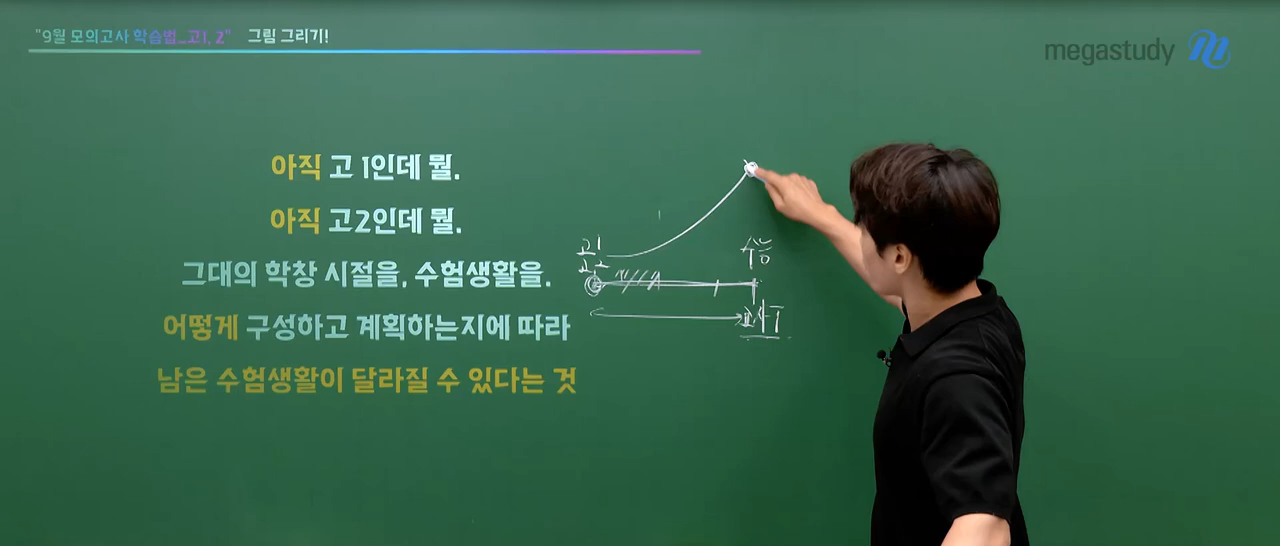 "9월 모의고사 학습법_고1, 2" 그림 그리기!
megastudy
아직 고 1인데 뭘.
아직 고2인데 뭘.
그대의 학창 시절을, 수험생활을.
어떻게 구성하고 계획하는지에 따라
남은 수험생활이 달라질 수 있다는 것
고1
고2
수능